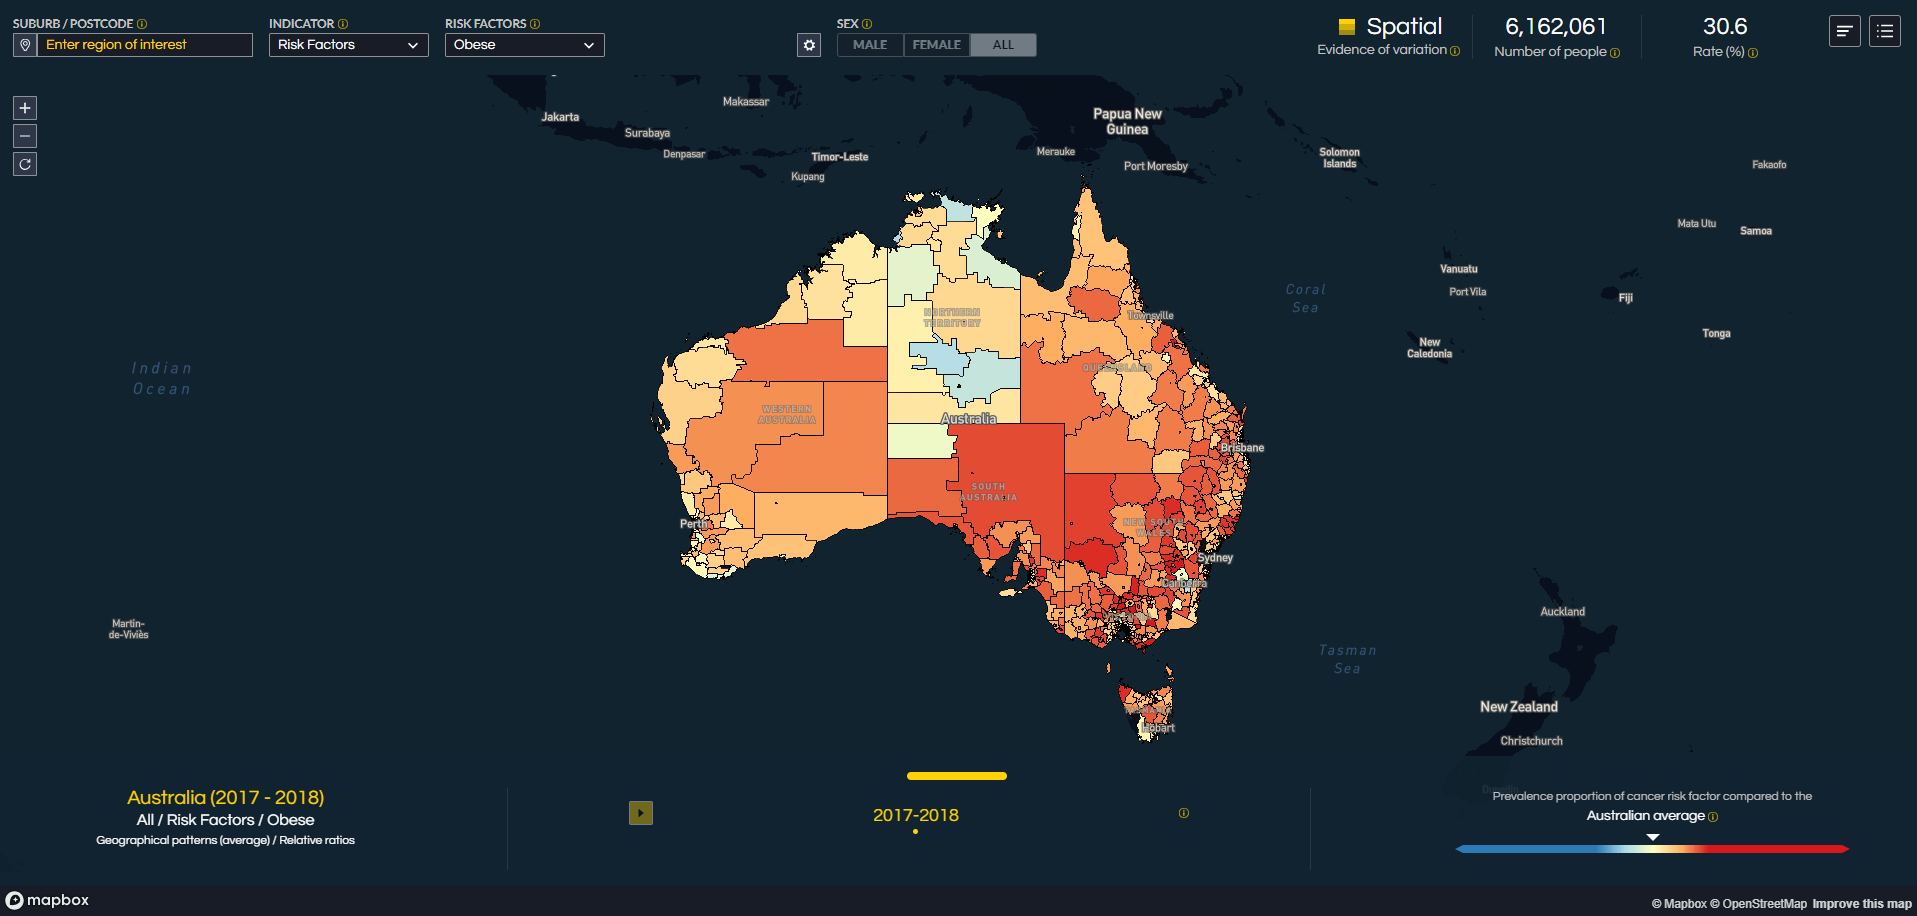 SUBURB / POSTCODE
Enter region of interest
INDICATOR
Risk Factors
RISK FACTORS
Obese
SEX
MALE
FEMALE
ALL
Spatial
Evidence of variation
6,162,061
Number of people
30.6
Rate (%)
Makassar
Jakarta
Surabaya
Denpasar
Timor-Leste
Kupang
Papua New
Guinea
Merauke
Port Moresby
Solomon
Islands
Fakaofo
Mata Utu
Samoa
Vanuatu
Port Vila
Fiji
Coral
Sea
Tonga
New
Caledonia
Indian
Ocean
NORTHERN
TERRITORY
Townsville
QUEENSLAND
WESTERN
AUSTRALIA
Australia
Brisbane
SOUTH
AUSTRALIA
NEW SOUTH
WALES
Perth
Sydney
Canberra
Hobart
Martin-
de-Viviès
Tasman
Sea
Auckland
New Zealand
Christchurch
Australia (2017 - 2018)
All / Risk Factors / Obese
Geographical patterns (average) / Relative ratios
2017-2018
Prevalence proportion of cancer risk factor compared to the
Australian average
mapbox
© Mapbox © OpenStreetMap Improve this map